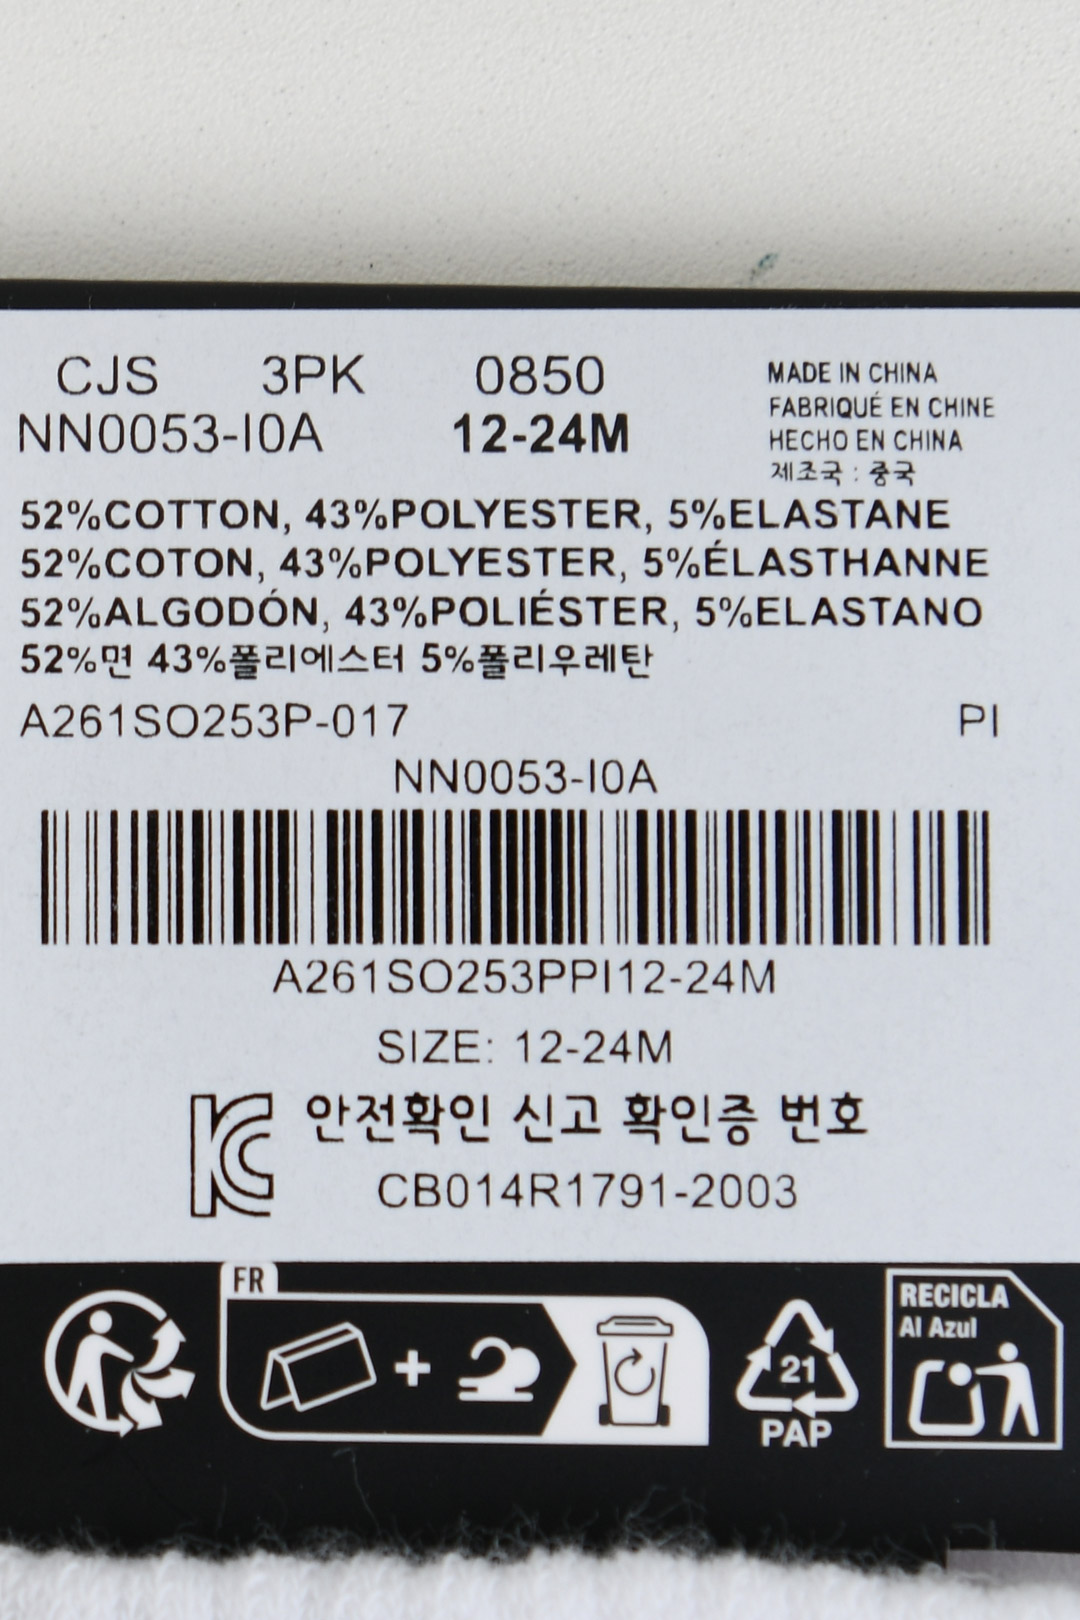 CJS 3PK 0850
NN0053-I0A 12-24M
MADE IN CHINA
FABRIQUÉ EN CHINE
HECHO EN CHINA
제조국 : 중국
52%COTTON, 43%POLYESTER, 5%ELASTANE
52%COTON, 43%POLYESTER, 5%ÉLASTHANNE
52%ALGODÓN, 43%POLIÉSTER, 5%ELASTANO
52%면 43%폴리에스터 5%폴리우레탄
A261SO253P-017 PI
NN0053-I0A
A261SO253PPI12-24M
SIZE: 12-24M
KC 안전확인 신고 확인증 번호
CB014R1791-2003
FR
+
21
PAP
RECICLA
Al Azul